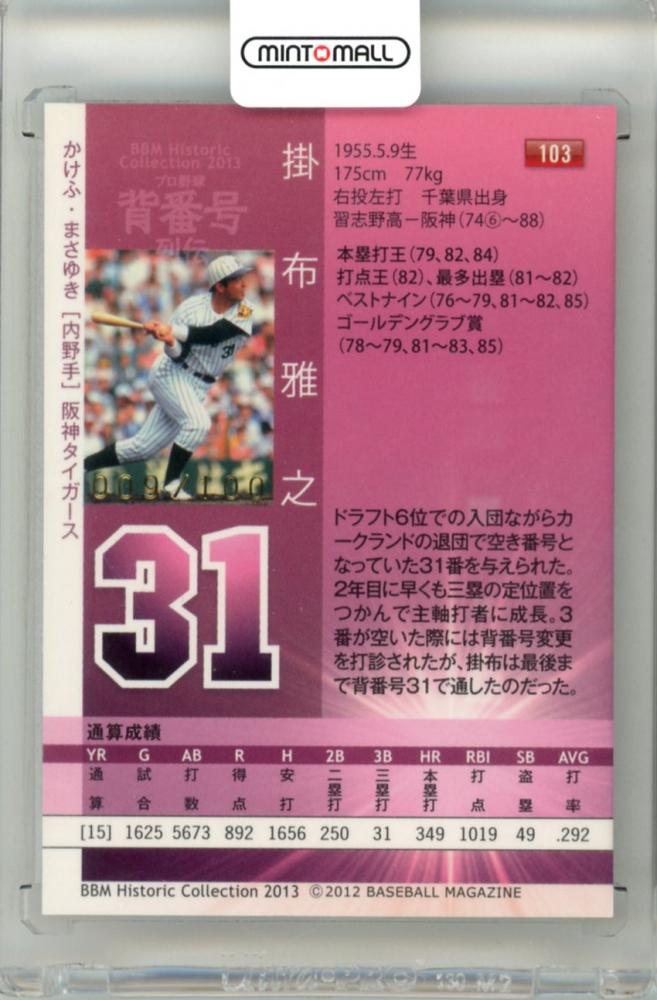 MINTOMALL
かけふ・まさゆき [内野手] 阪神タイガース
BBM Historic
Collection 2013
プロ野球
背番号
列伝
掛布雅之
1955.5.9生
175cm 77kg
右投左打 千葉県出身
習志野高－阪神(74⑥〜88)
103
本塁打王(79、82、84)
打点王(82)、最多出塁(81〜82)
ベストナイン(76〜79、81〜82、85)
ゴールデングラブ賞
(78〜79、81〜83、85)
31
009/100
31
ドラフト6位での入団ながらカ
ークランドの退団で空き番号と
なっていた31番を与えられた。
2年目に早くも三塁の定位置を
つかんで主軸打者に成長。3
番が空いた際には背番号変更
を打診されたが、掛布は最後ま
で背番号31で通したのだった。
通算成績
YR G AB R H 2B 3B HR RBI SB AVG
通算 試合 打数 得点 安打 二塁打 三塁打 本塁打 打点 盗塁 打率
[15] 1625 5673 892 1656 250 31 349 1019 49 .292
BBM Historic Collection 2013 ©2012 BASEBALL MAGAZINE